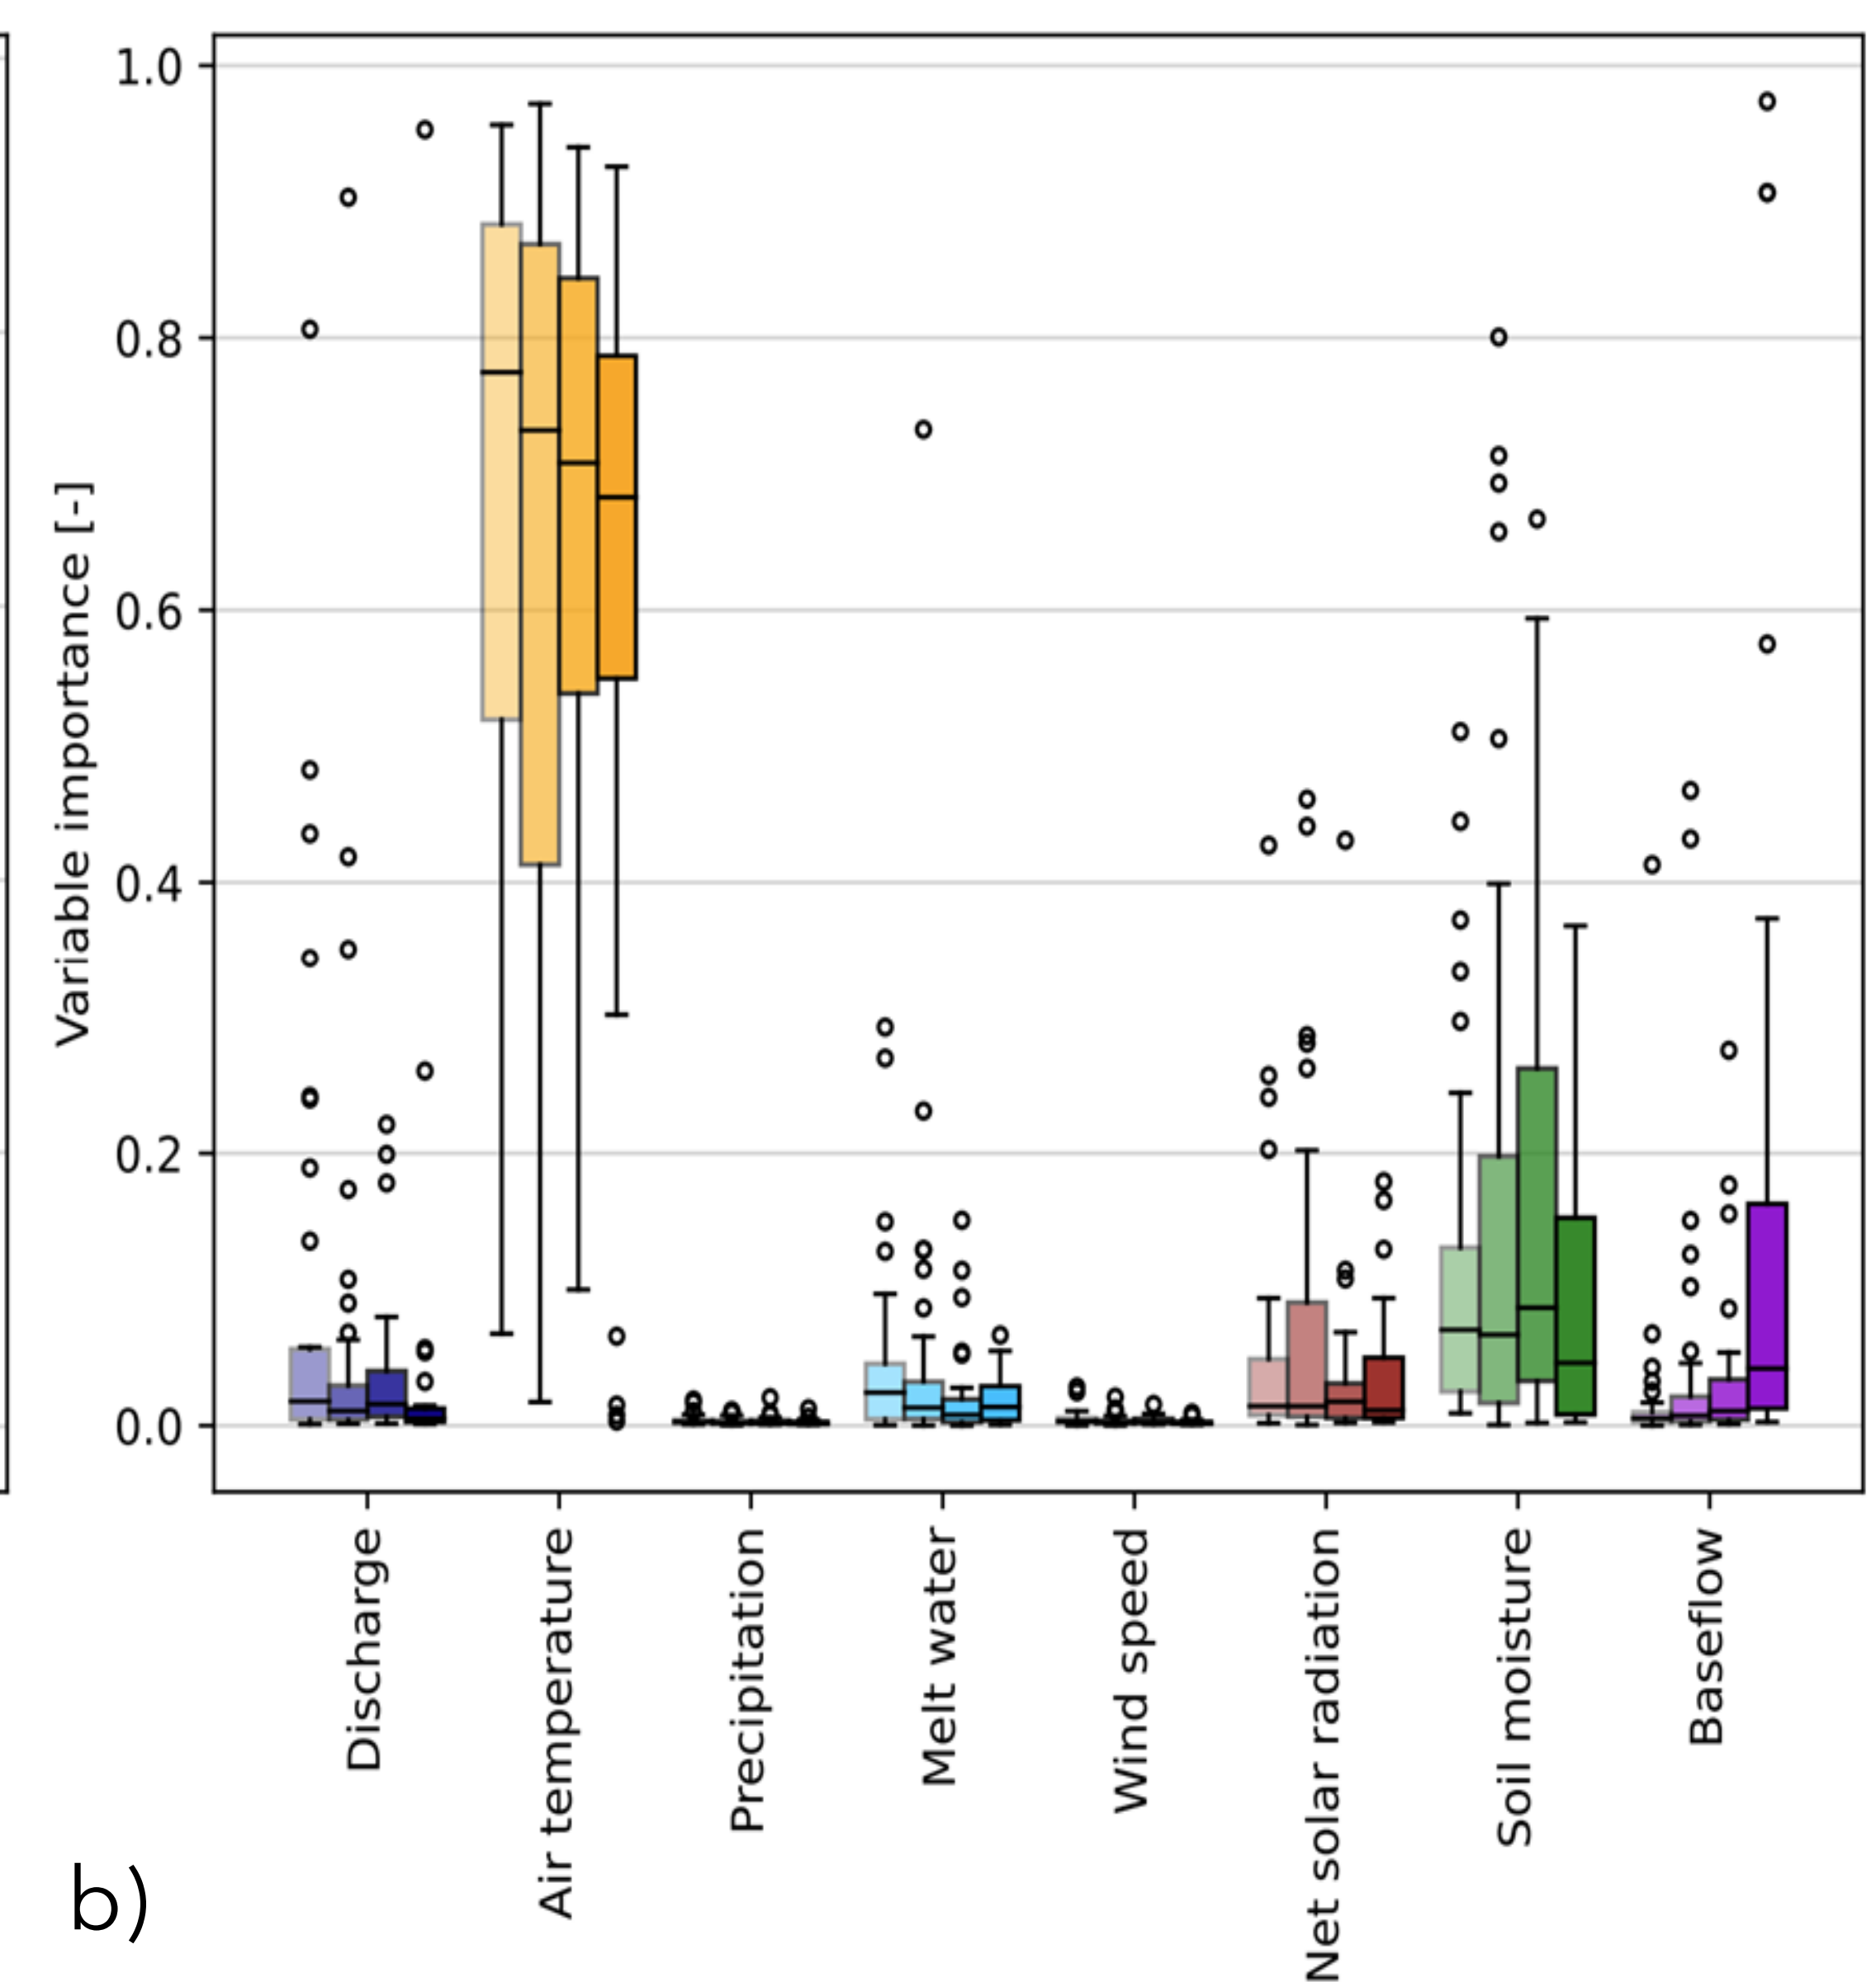 1.0
0.8
0.6
0.4
0.2
0.0
Variable importance [-]
Discharge
Air temperature
Precipitation
Melt water
Wind speed
Net solar radiation
Soil moisture
Baseflow
b)